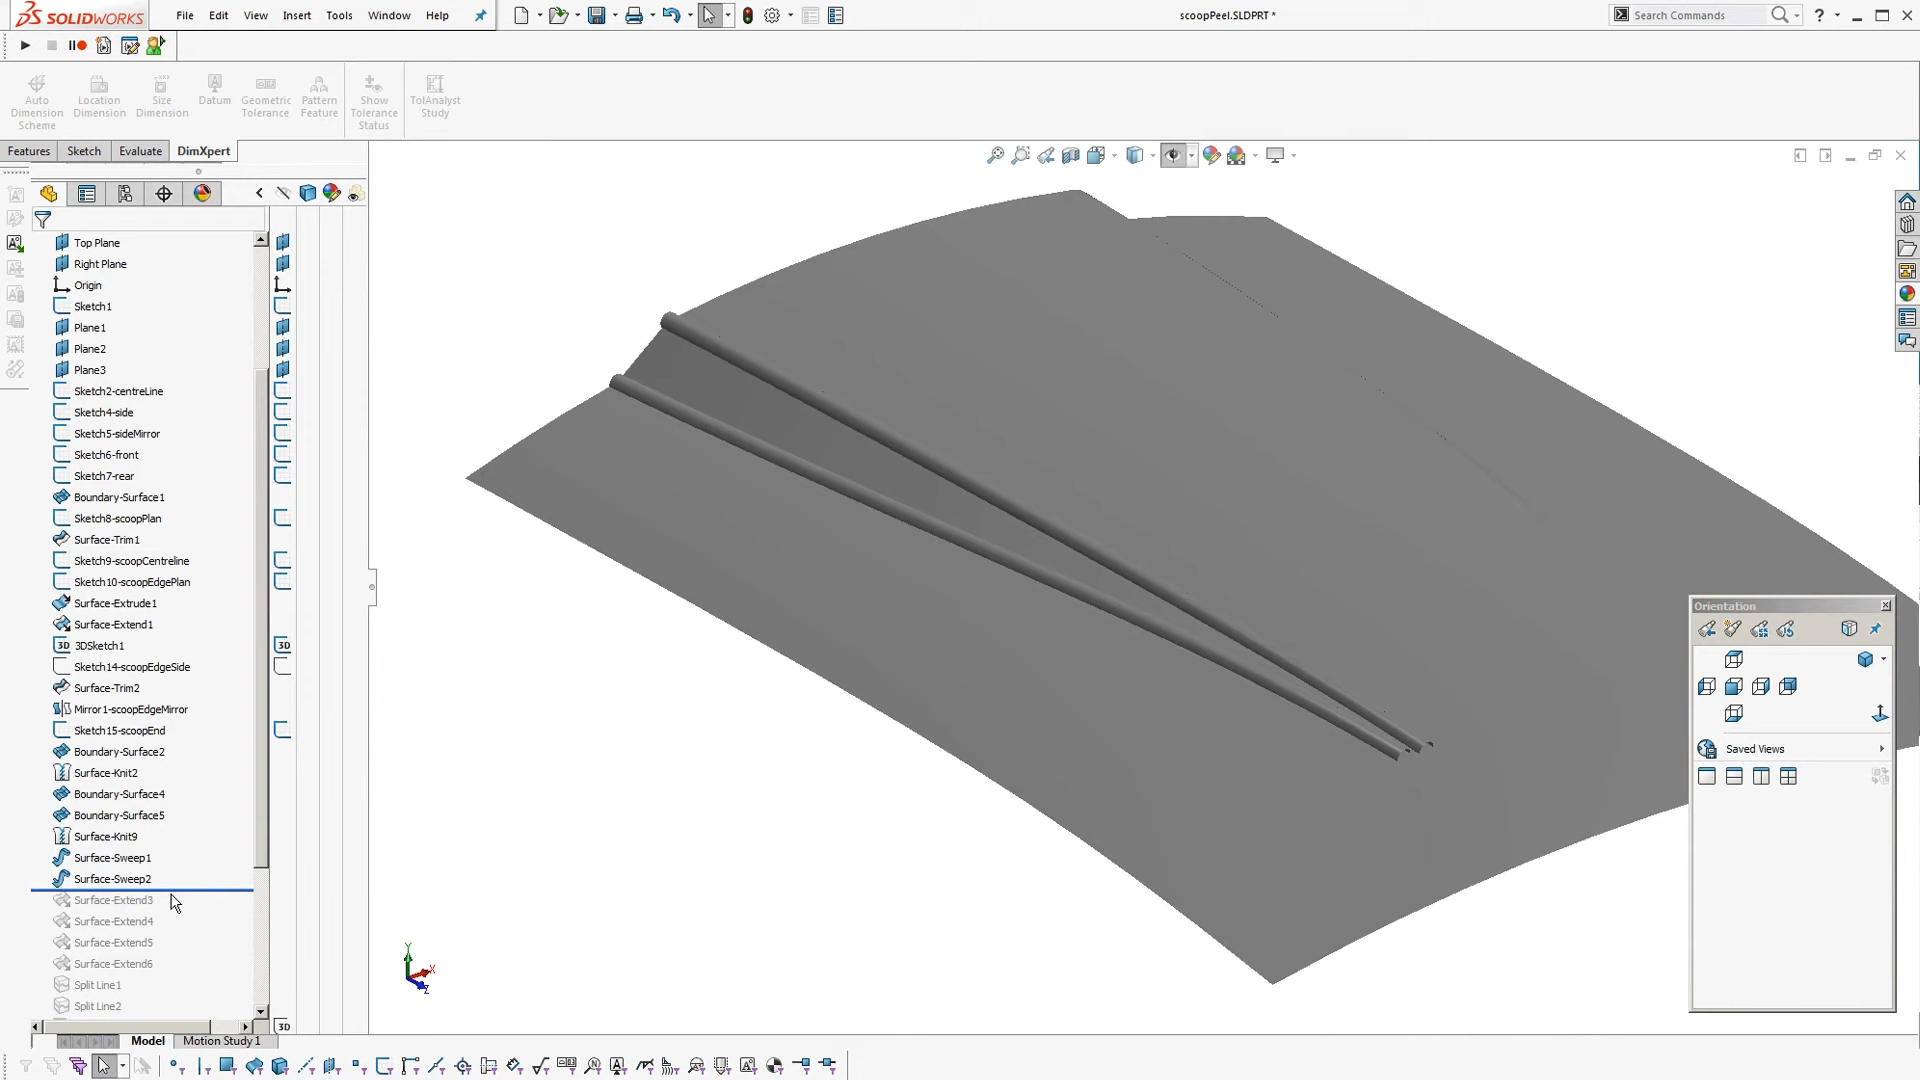 SOLIDWORKS File Edit View Insert Tools Window Help scoopPeel.SLDPRT * Search Commands
Auto Dimension Scheme
Location Dimension
Size Dimension
Datum
Geometric Tolerance
Pattern Feature
Show Tolerance Status
TolAnalyst Study
Features Sketch Evaluate DimXpert
Top Plane
Right Plane
Origin
Sketch1
Plane1
Plane2
Plane3
Sketch2-centreLine
Sketch4-side
Sketch5-sideMirror
Sketch6-front
Sketch7-rear
Boundary-Surface1
Sketch8-scoopPlan
Surface-Trim1
Sketch9-scoopCentreline
Sketch10-scoopEdgePlan
Surface-Extrude1
Surface-Extend1
3D 3DSketch1 3D
Sketch14-scoopEdgeSide
Surface-Trim2
Mirror1-scoopEdgeMirror
Sketch15-scoopEnd
Boundary-Surface2
Surface-Knit2
Boundary-Surface4
Boundary-Surface5
Surface-Knit9
Surface-Sweep1
Surface-Sweep2
Surface-Extend3
Surface-Extend4
Surface-Extend5
Surface-Extend6
Split Line1
Split Line2
3D
Y
X
Z
Orientation
Saved Views
Model Motion Study 1